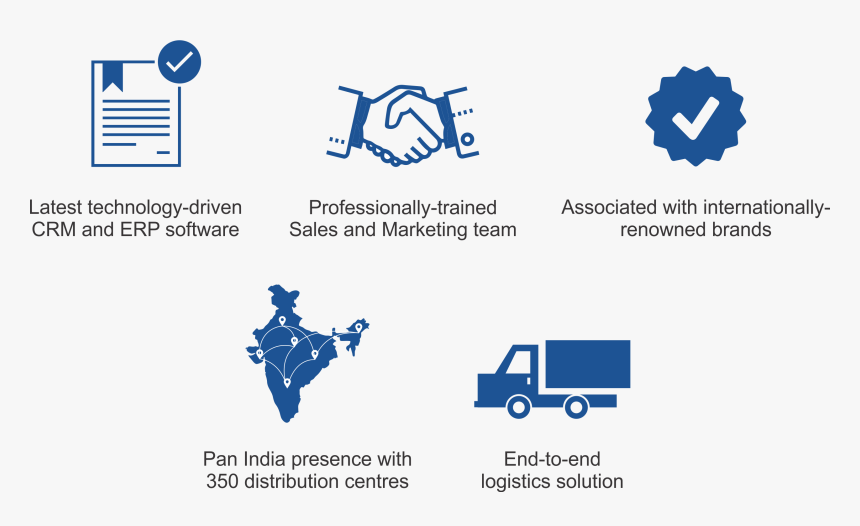 Latest technology-driven
CRM and ERP software
Professionally-trained
Sales and Marketing team
Associated with internationally-
renowned brands
Pan India presence with
350 distribution centres
End-to-end
logistics solution